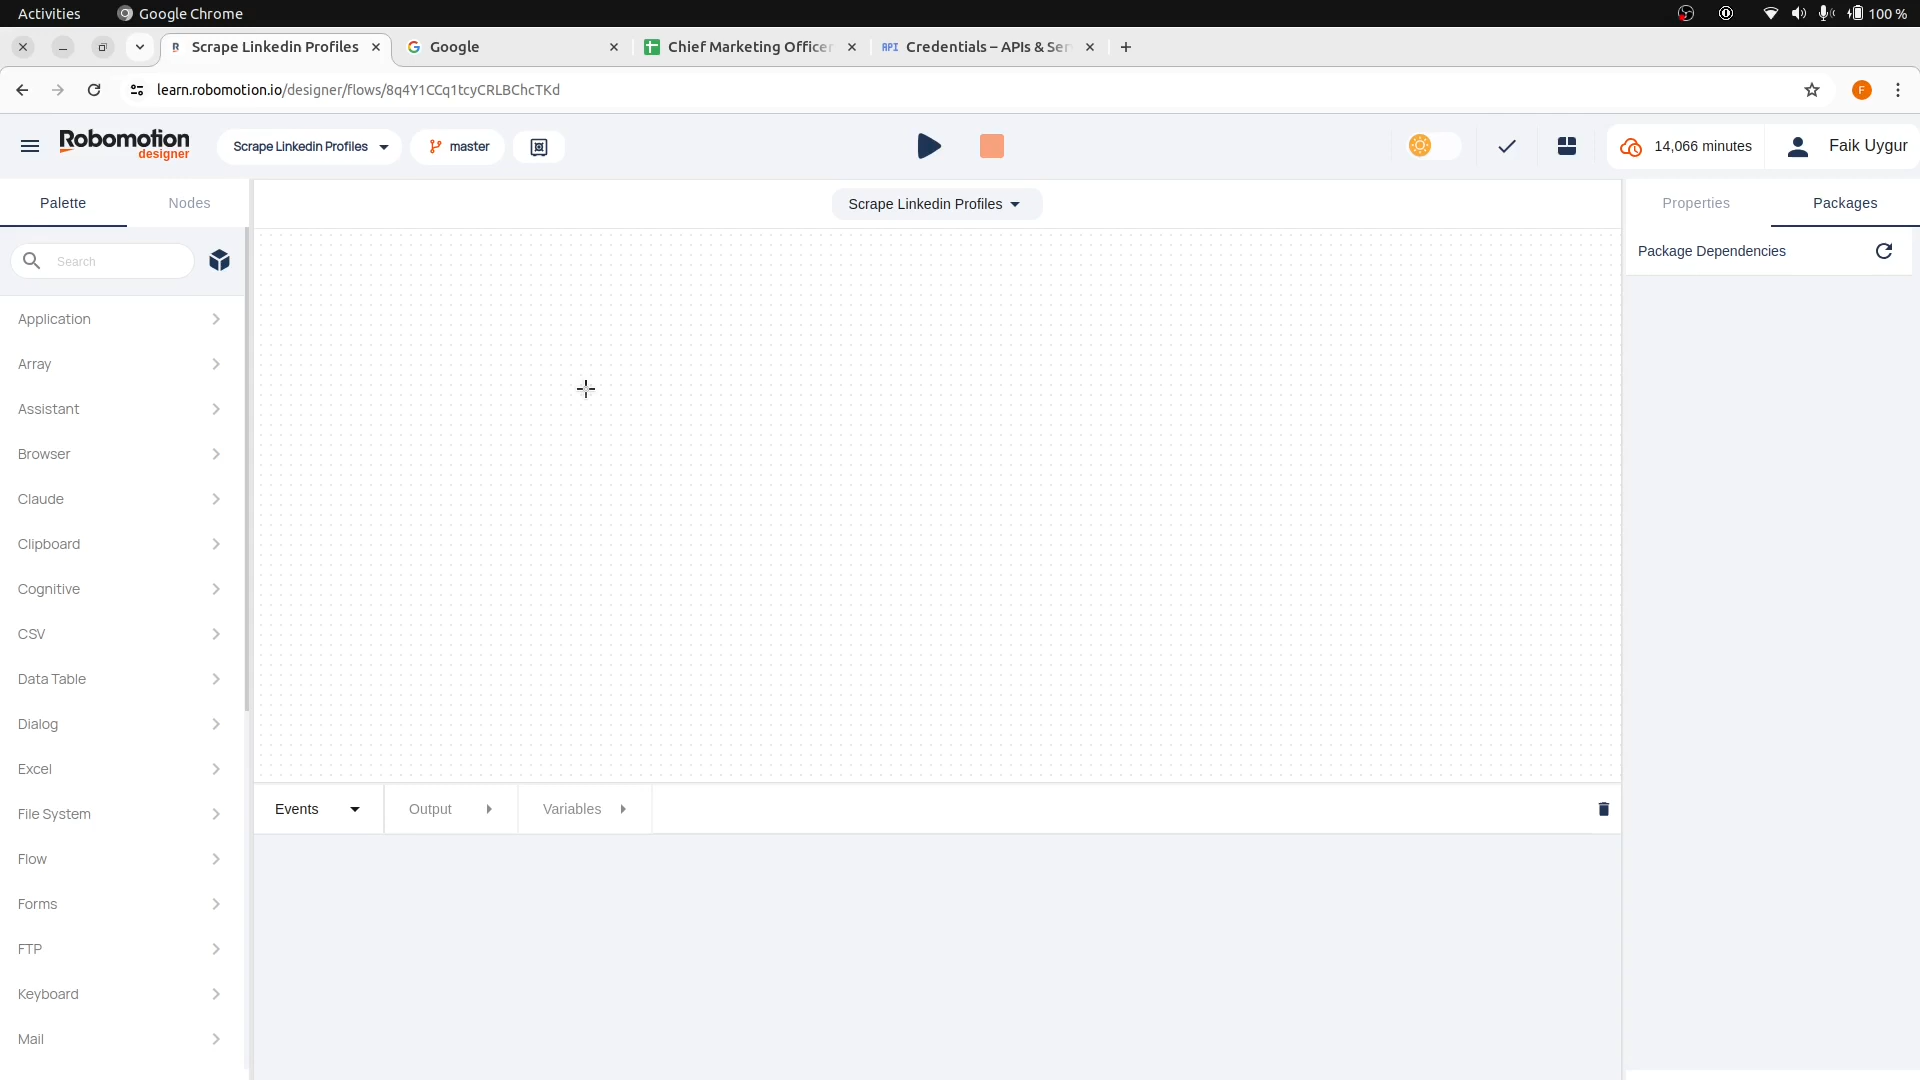 Activities
Google Chrome
100 %
Scrape Linkedin Profiles
Google
Chief Marketing Officer
API Credentials – APIs & Ser
learn.robomotion.io/designer/flows/8q4Y1CCq1tcyCRLBChcTKd
F
Robomotion
designer
Scrape Linkedin Profiles
master
14,066 minutes
Faik Uygur
Palette
Nodes
Scrape Linkedin Profiles
Properties
Packages
Search
Package Dependencies
Application
Array
Assistant
Browser
Claude
Clipboard
Cognitive
CSV
Data Table
Dialog
Excel
File System
Flow
Forms
FTP
Keyboard
Mail
Events
Output
Variables